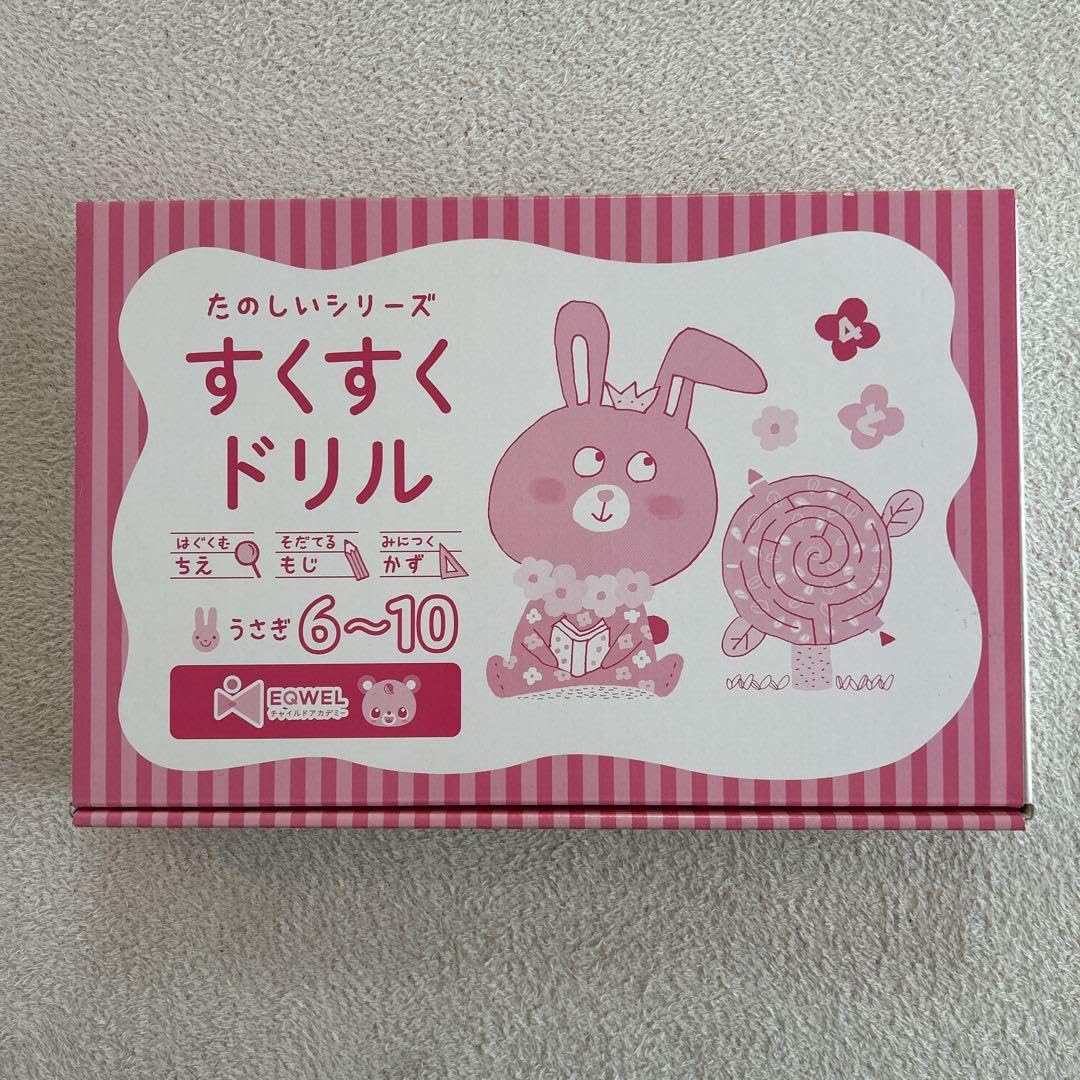 たのしいシリーズ
すくすく
ドリル
はぐくむ
ちえ
そだてる
もじ
みにつく
かず
うさぎ 6〜10
EQWEL
チャイルドアカデミー
4
と